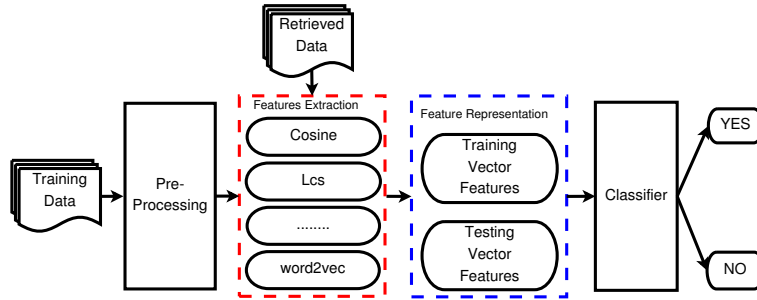 Retrieved
Data
Training
Data
Pre-
Processing
Features Extraction
Cosine
Lcs
........
word2vec
Feature Representation
Training
Vector
Features
Testing
Vector
Features
Classifier
YES
NO